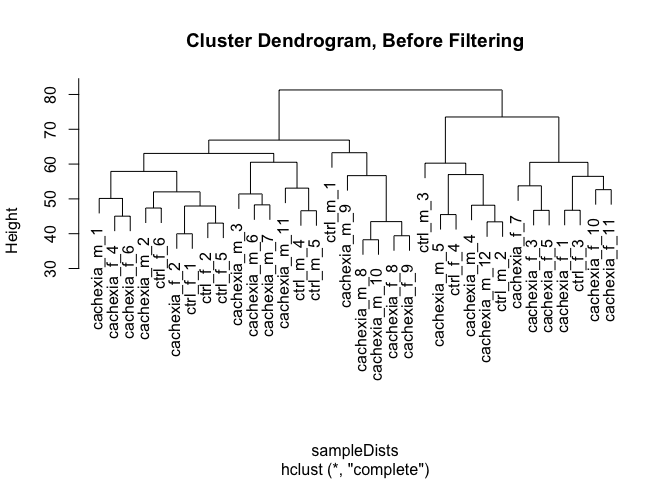 Cluster Dendrogram, Before Filtering
Height
80
70
60
50
40
30
cachexia_m_1
cachexia_f_4
cachexia_f_6
cachexia_m_2
ctrl_f_6
cachexia_f_2
ctrl_f_1
ctrl_f_2
ctrl_f_5
cachexia_m_3
cachexia_m_6
cachexia_m_7
cachexia_m_11
ctrl_m_4
ctrl_m_5
ctrl_m_1
cachexia_m_9
cachexia_m_8
cachexia_m_10
cachexia_f_8
cachexia_f_9
ctrl_m_3
cachexia_m_5
ctrl_f_4
cachexia_m_4
cachexia_m_12
ctrl_m_2
cachexia_f_7
cachexia_f_3
cachexia_f_5
cachexia_f_1
ctrl_f_3
cachexia_f_10
cachexia_f_11
sampleDists
hclust (*, "complete")